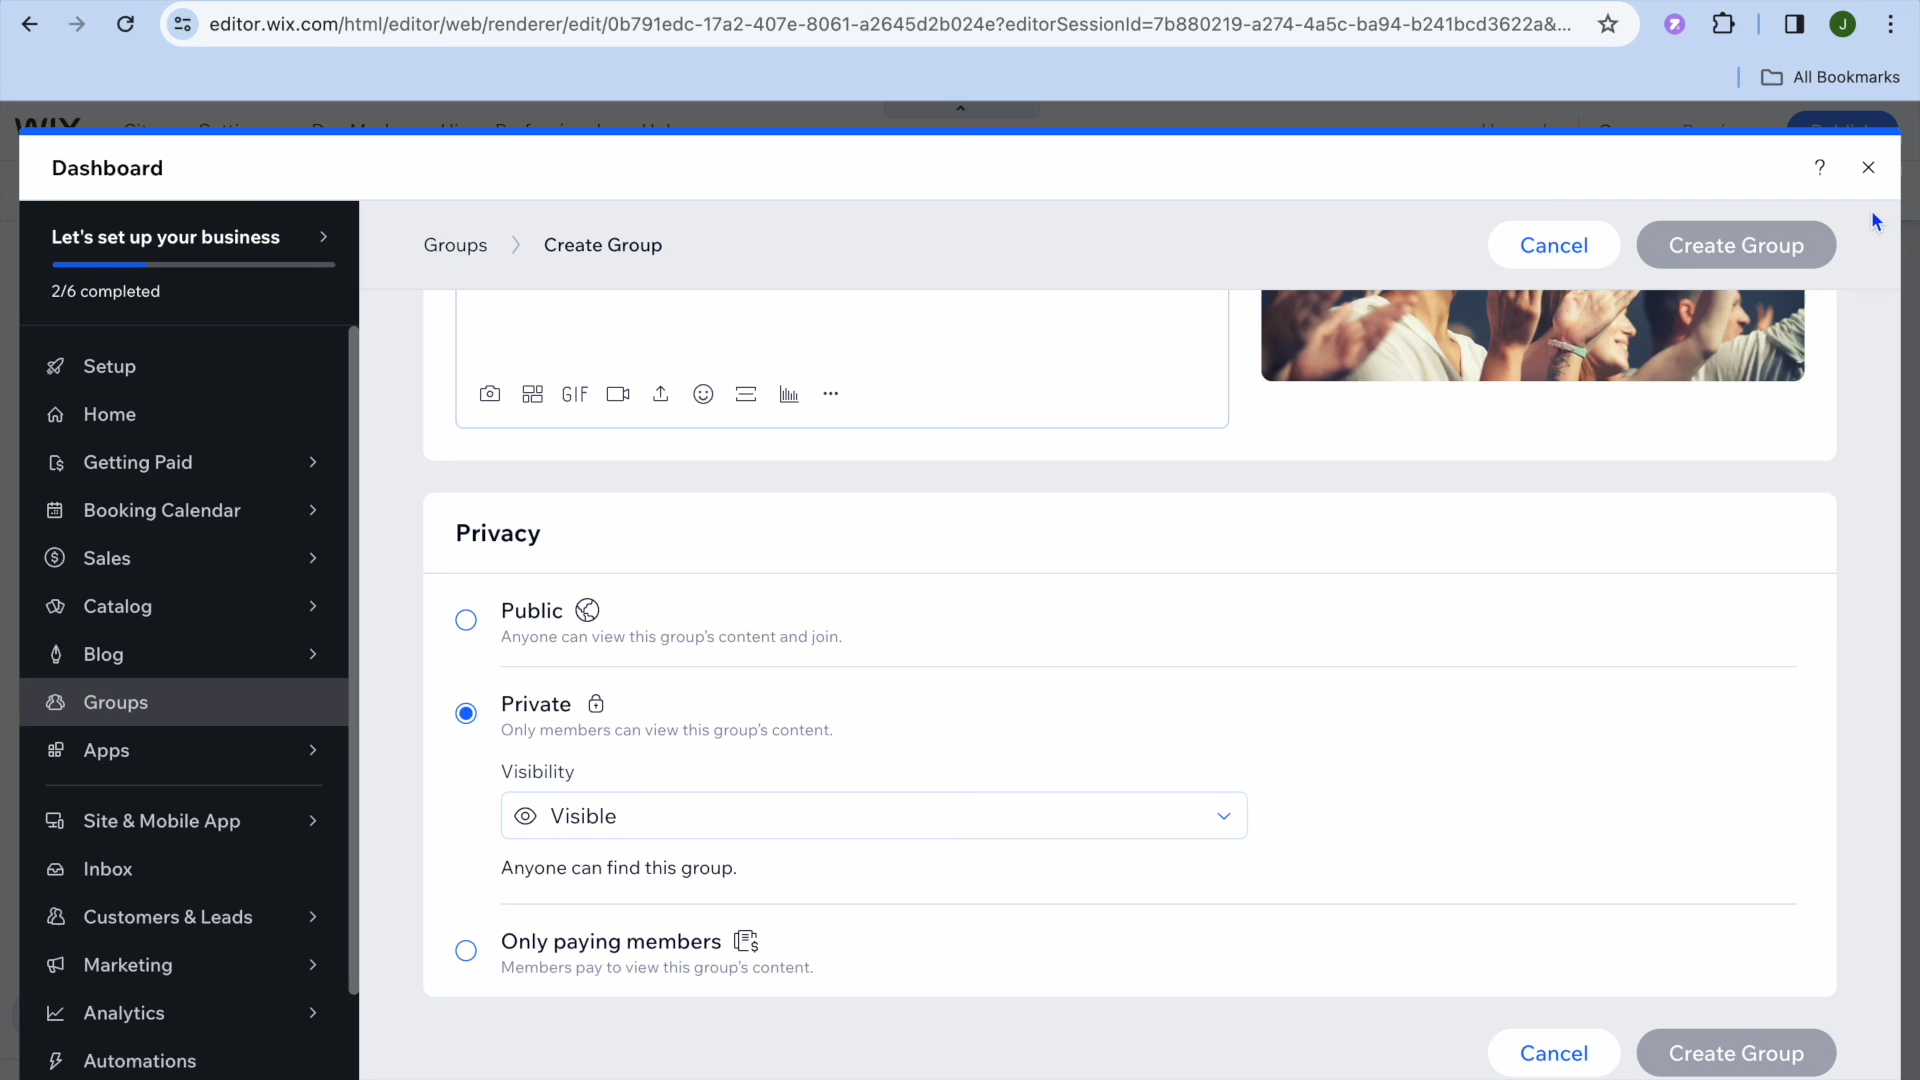 editor.wix.com/html/editor/web/renderer/edit/0b791edc-17a2-407e-8061-a2645d2b024e?editorSessionId=7b880219-a274-4a5c-ba94-b241bcd3622a&...
J
All Bookmarks
Dashboard
?
Let's set up your business
2/6 completed
Groups
Create Group
Cancel
Create Group
Setup
Home
Getting Paid
Booking Calendar
Sales
Catalog
Blog
Groups
Apps
Site & Mobile App
Inbox
Customers & Leads
Marketing
Analytics
Automations
GIF
Privacy
Public
Anyone can view this group's content and join.
Private
Only members can view this group's content.
Visibility
Visible
Anyone can find this group.
Only paying members
Members pay to view this group's content.
Cancel
Create Group